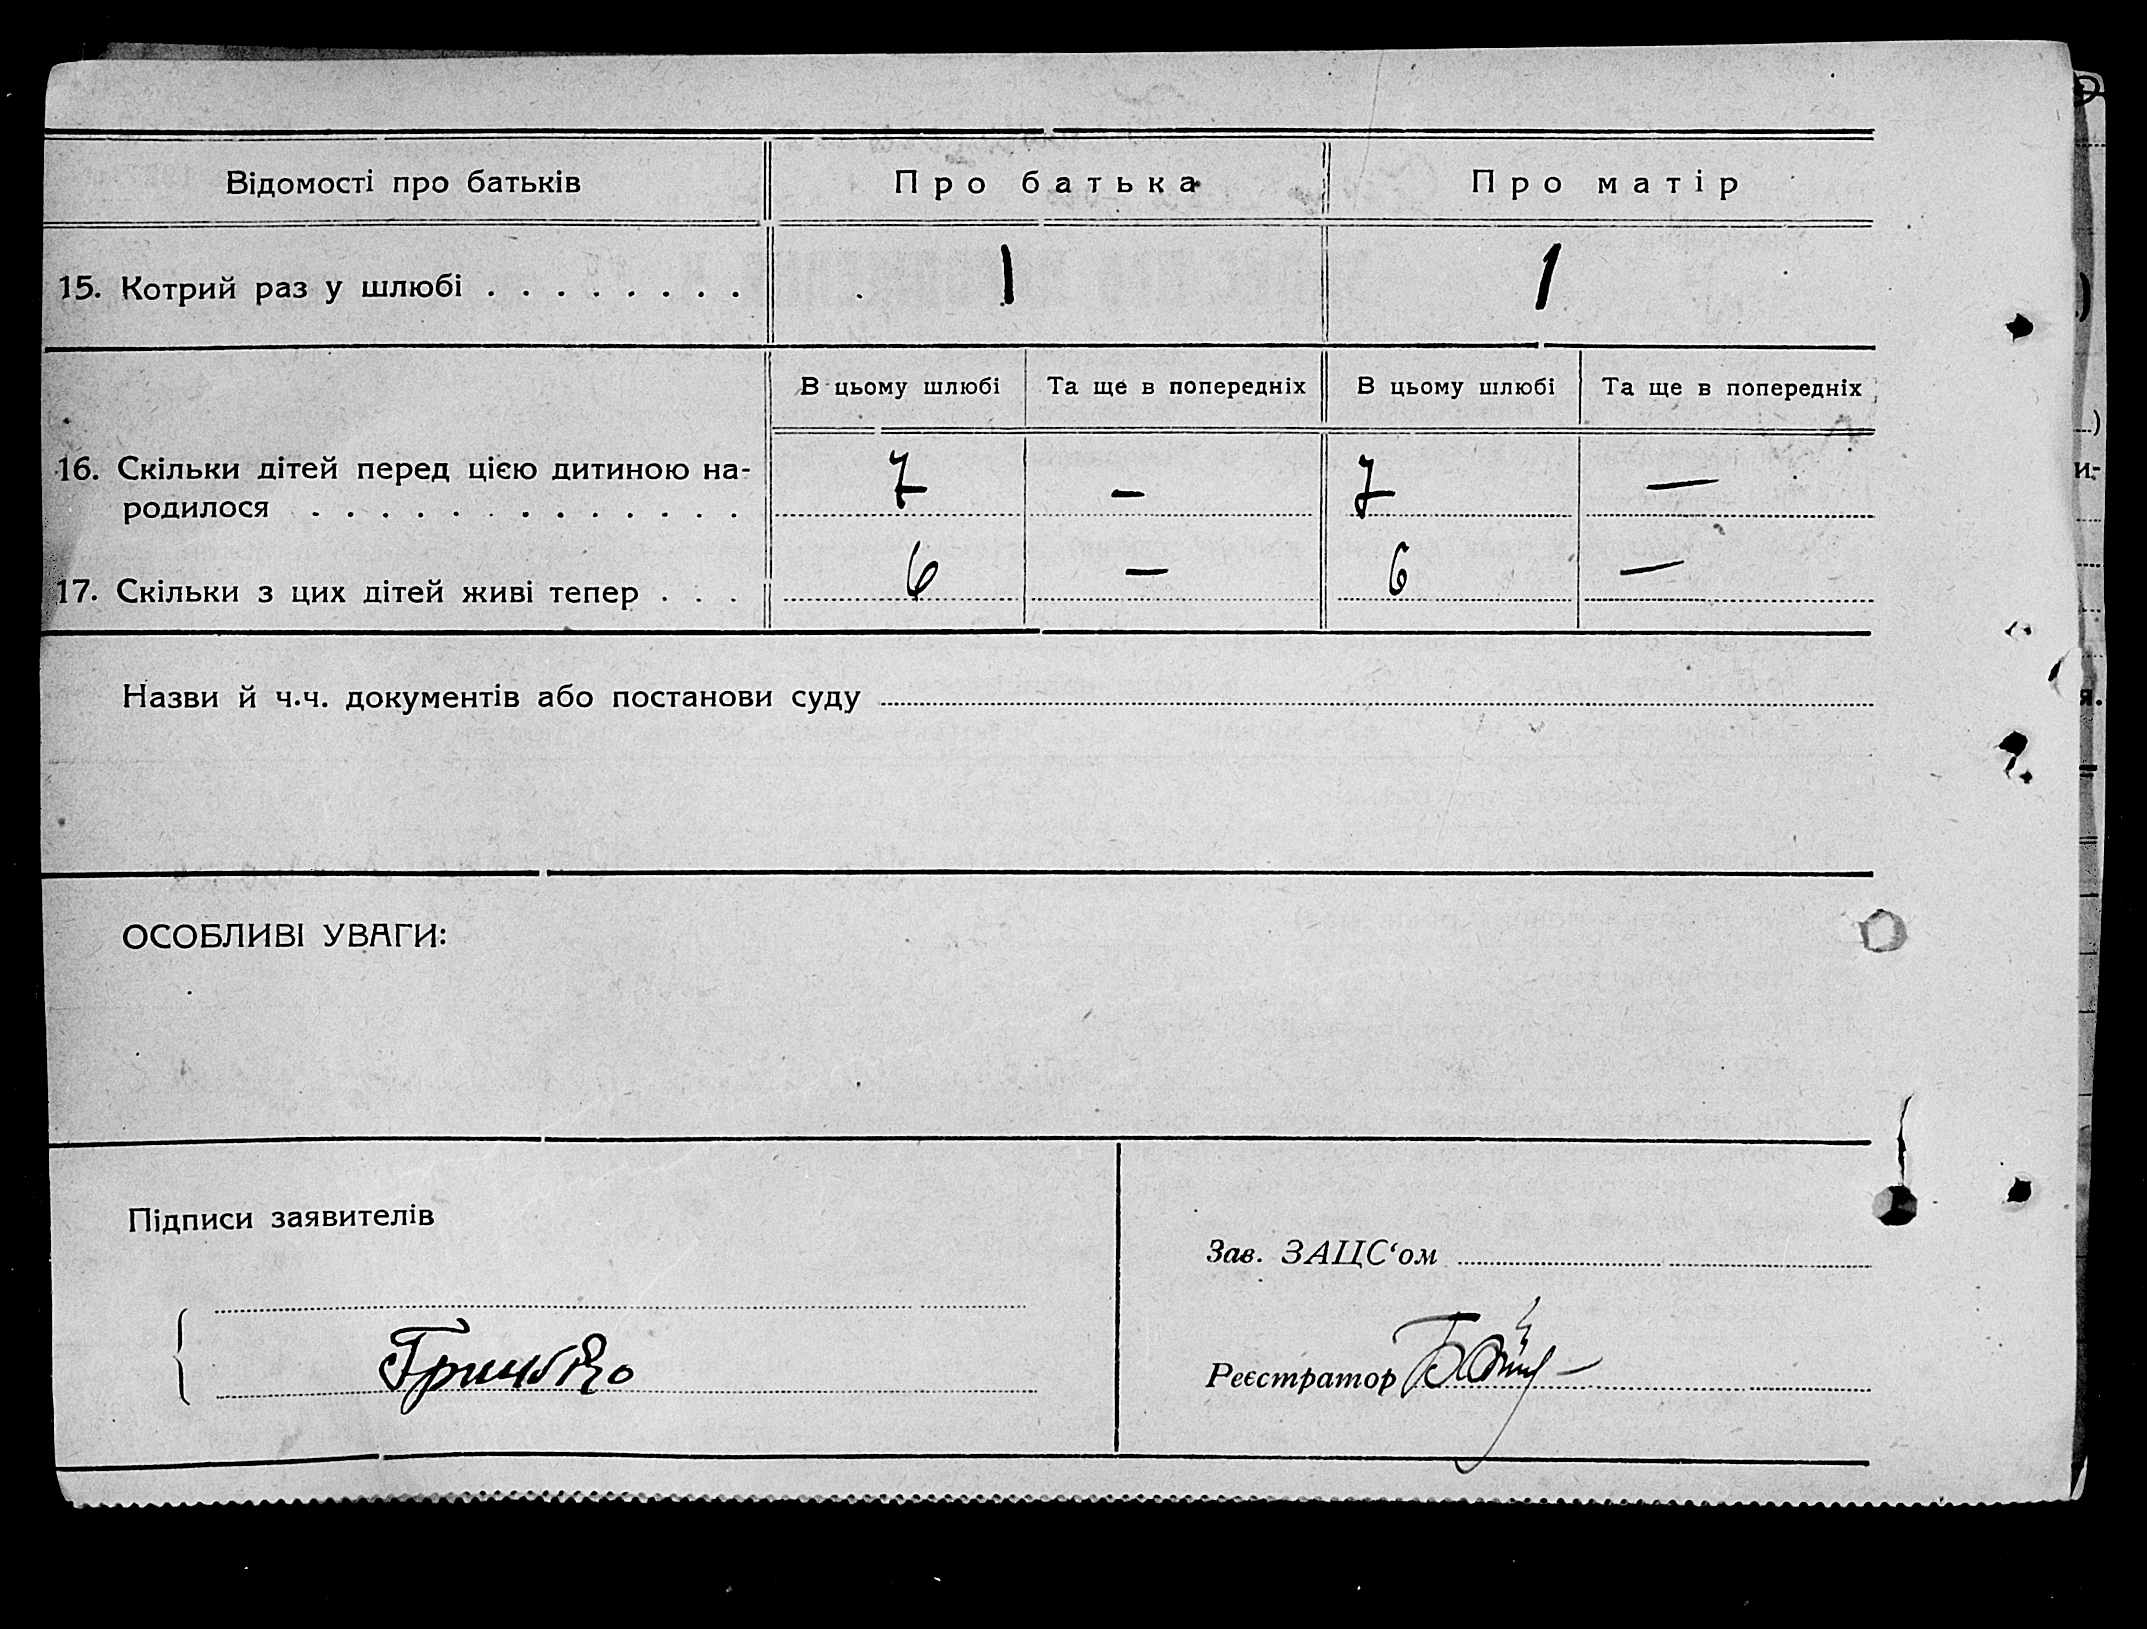 Відомості про батьків Про батька Про матір
15. Котрий раз у шлюбі . . . . . . . . 1 1
В цьому шлюбі Та ще в попередніх В цьому шлюбі Та ще в попередніх
16. Скільки дітей перед цією дитиною на-
родилося . . . . . . . . . . . . . 7 — 7 —
17. Скільки з цих дітей живі тепер . . . 6 — 6 —
Назви й ч.ч. документів або постанови суду
ОСОБЛИВІ УВАГИ:
Підписи заявителів
Зав. ЗАЦС‘ом
Реєстратор